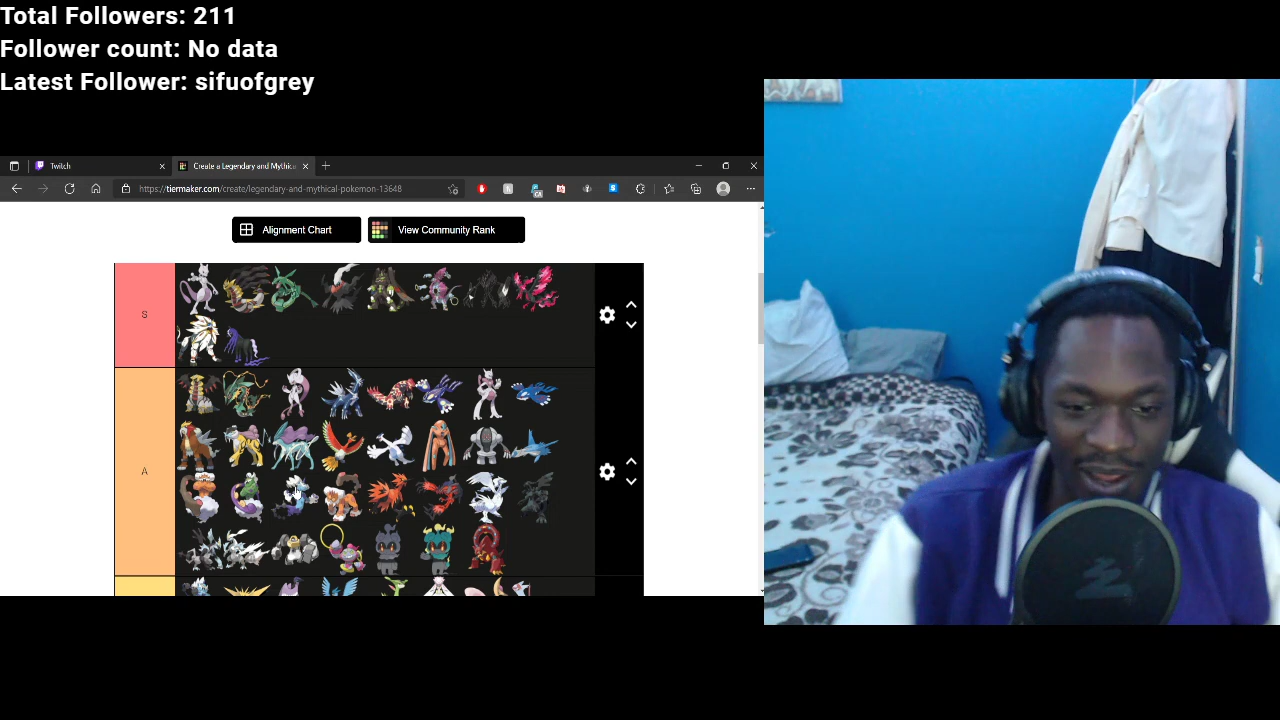 Total Followers: 211
Follower count: No data
Latest Follower: sifuofgrey
Twitch
Create a Legendary and Mythica
https://tiermaker.com/create/legendary-and-mythical-pokemon-13648
Alignment Chart
View Community Rank
S
A